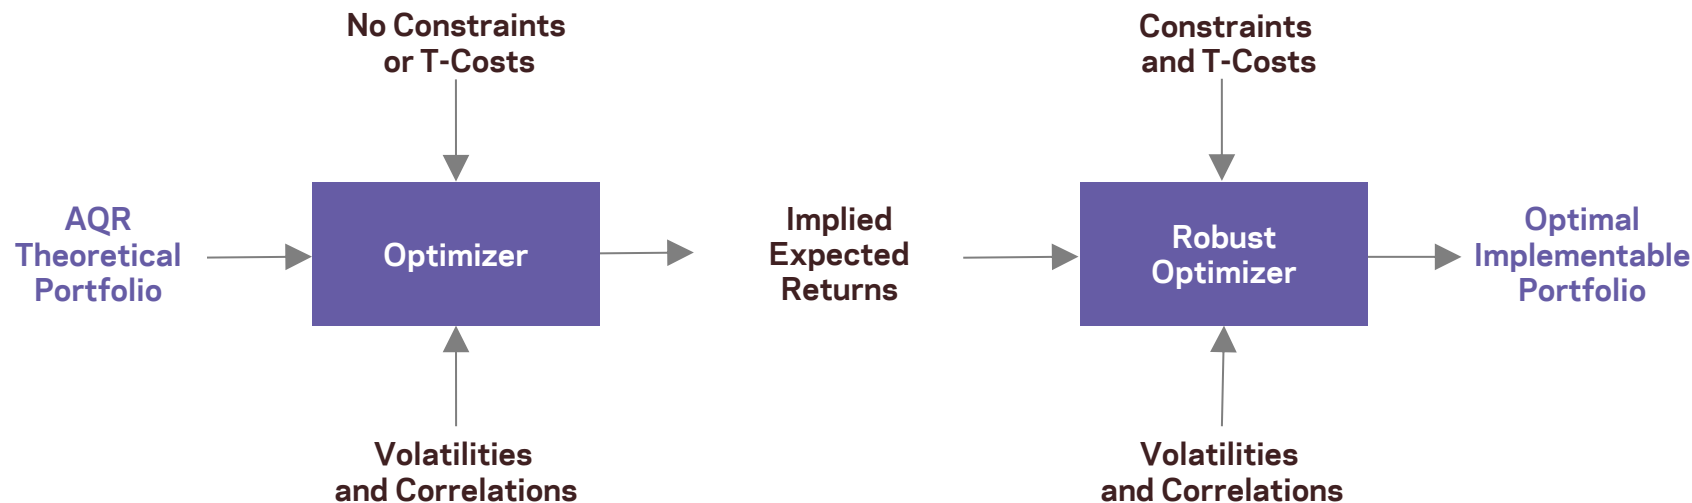 No Constraints
or T-Costs
Constraints
and T-Costs
AQR
Theoretical
Portfolio
Optimizer
Implied
Expected
Returns
Robust
Optimizer
Optimal
Implementable
Portfolio
Volatilities
and Correlations
Volatilities
and Correlations